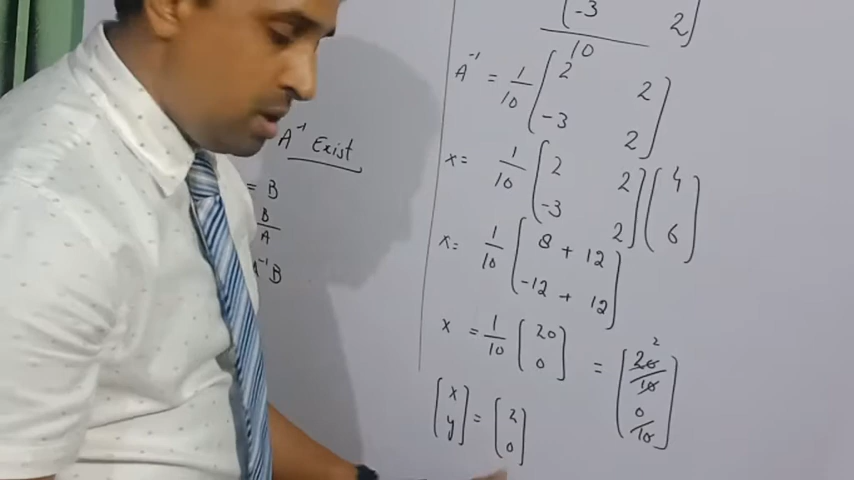 [-3 2]
10
A⁻¹ Exist
= B
B
A
A⁻¹B
A⁻¹ = 1/10 [2 2
-3 2]
x = 1/10 [2 2
-3 2] [4
6]
x = 1/10 [8 + 12
-12 + 12]
x = 1/10 [20
0] = [20/10 2
0/10]
[x
y] = [2
0]